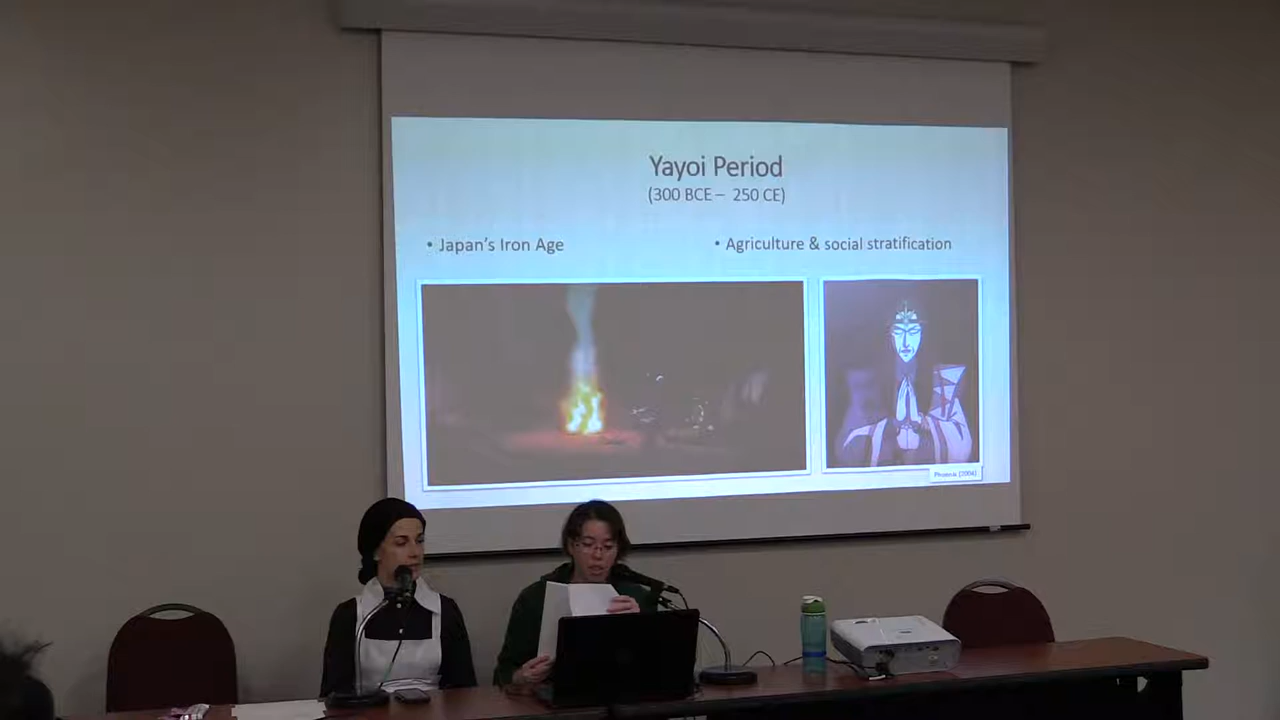 Yayoi Period
(300 BCE – 250 CE)
• Japan's Iron Age
• Agriculture & social stratification
Phoenix (2004)